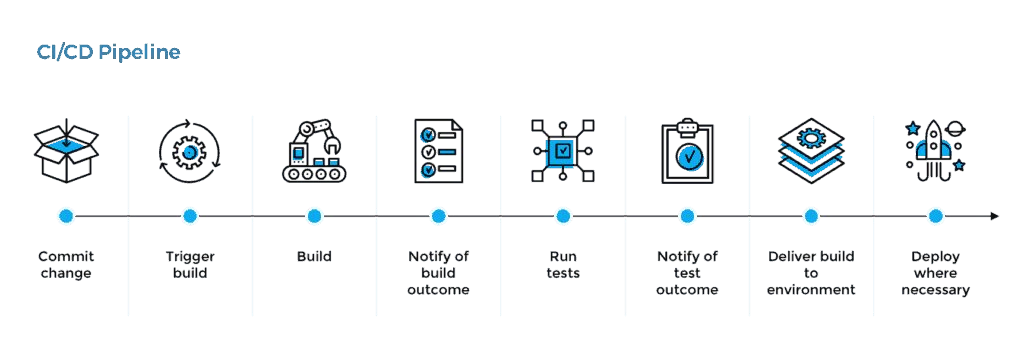 CI/CD Pipeline
Commit
change
Trigger
build
Build
Notify of
build
outcome
Run
tests
Notify of
test
outcome
Deliver build
to
environment
Deploy
where
necessary